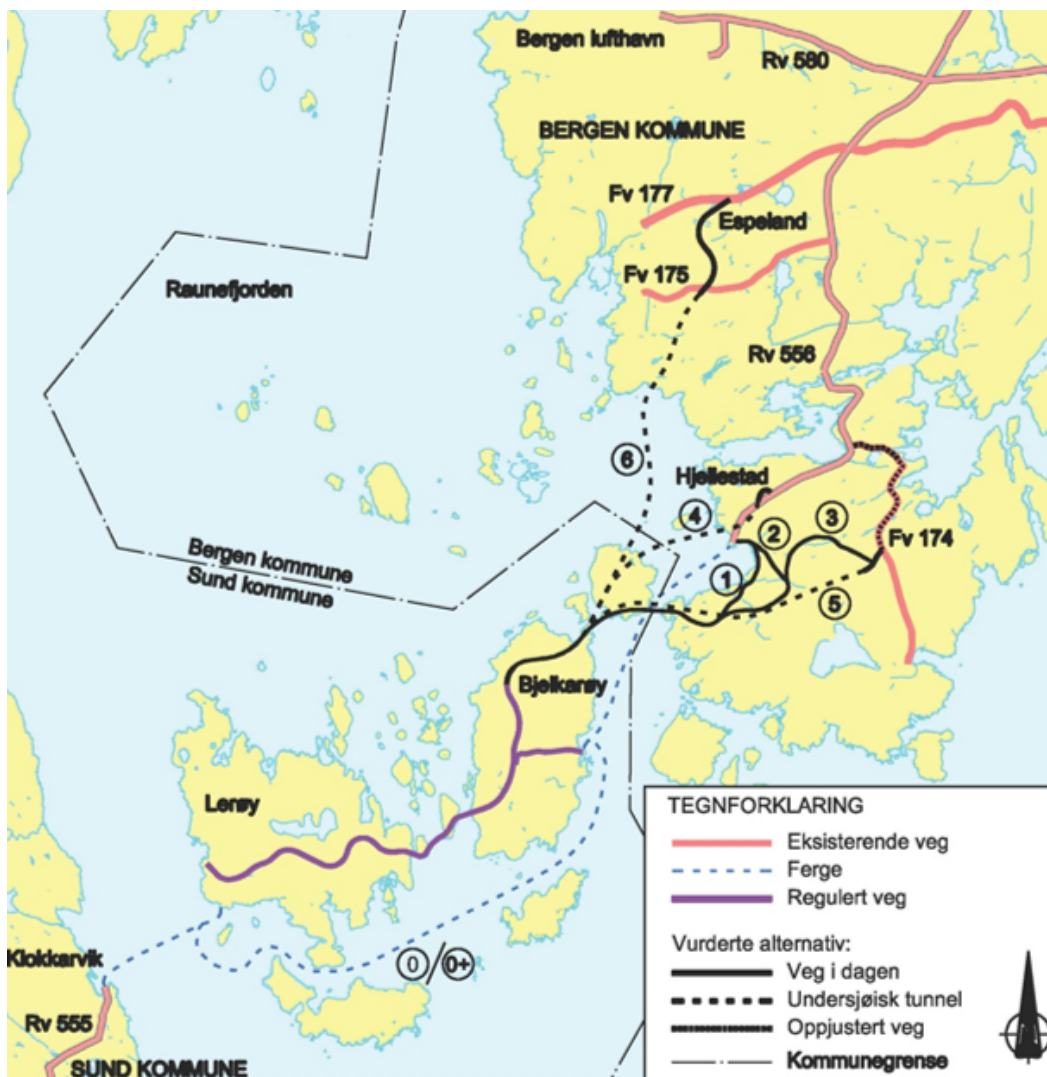 Bergen lufthavn
Rv 580
BERGEN KOMMUNE
Fv 177
Espeland
Fv 175
Raunefjorden
Rv 556
6
Hjellestad
4
2
3
Fv 174
Bergen kommune
Sund kommune
1
5
Bjelkarøy
Lerøy
TEGNFORKLARING
Eksisterende veg
Ferge
Regulert veg
Vurderte alternativ:
Veg i dagen
Undersjøisk tunnel
Oppjustert veg
Kommunegrense
0/0+
Klokkarvik
Rv 555
SUND KOMMUNE